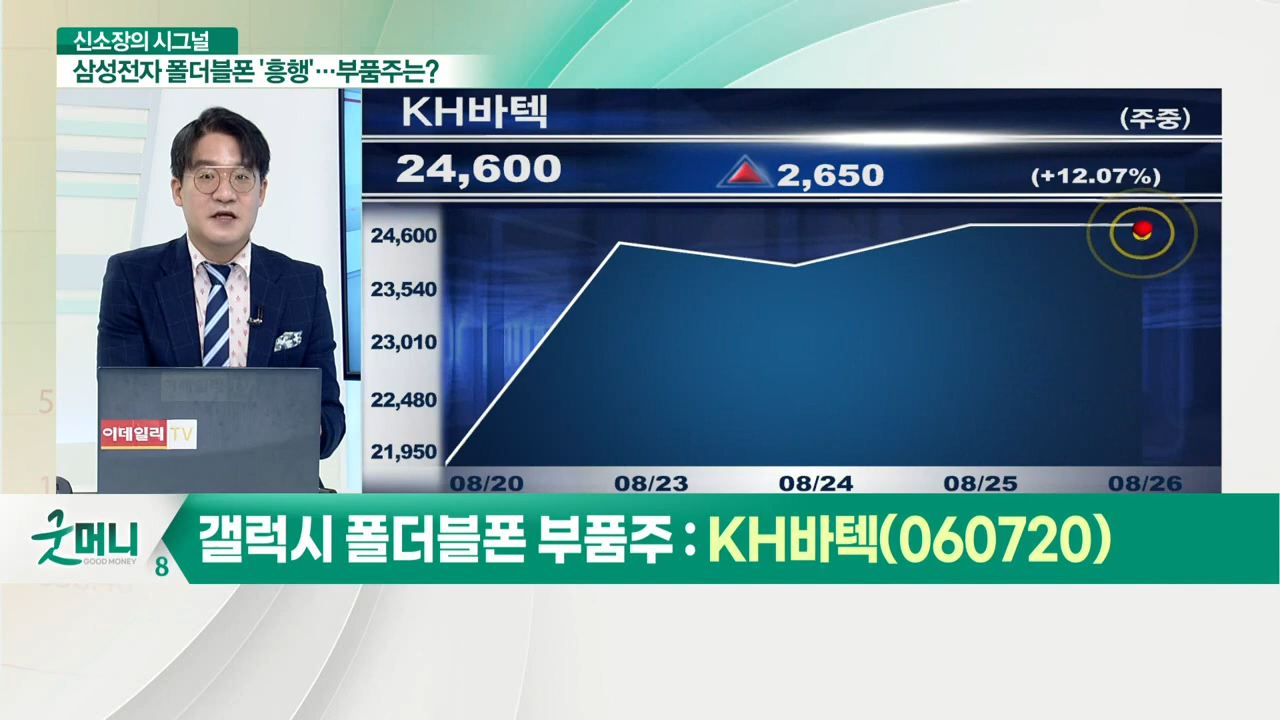 신소장의 시그널
삼성전자 폴더블폰 '흥행'…부품주는?
KH바텍
(주중)
24,600
2,650
(+12.07%)
24,600
23,540
23,010
22,480
21,950
08/20
08/23
08/24
08/25
08/26
이데일리TV
굿머니
GOOD MONEY
8
갤럭시 폴더블폰 부품주 : KH바텍(060720)
5
1